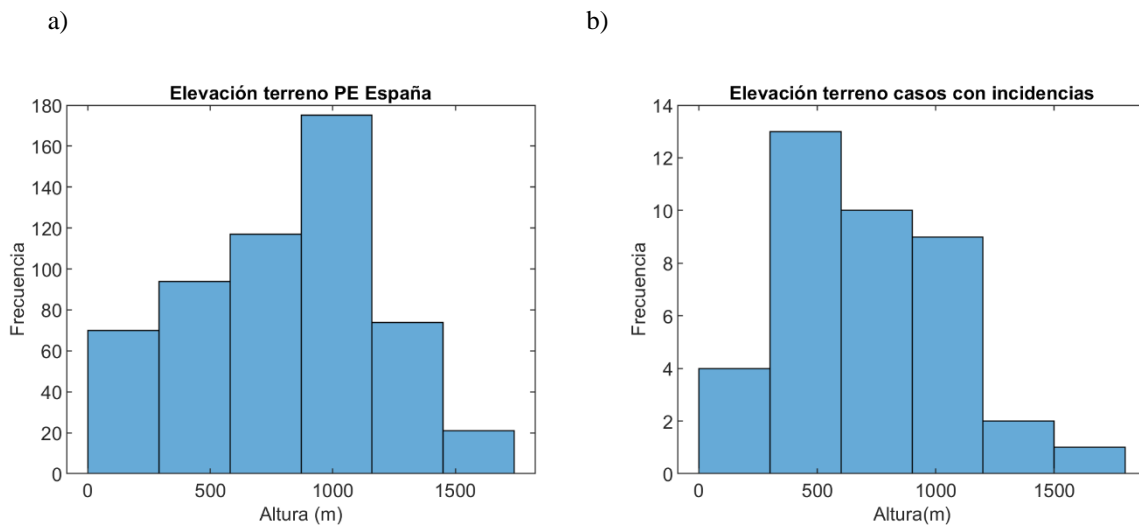 a)
b)
Elevación terreno PE España
180
160
140
120
100
80
60
40
20
0
Frecuencia
0 500 1000 1500
Altura (m)
Elevación terreno casos con incidencias
14
12
10
8
6
4
2
0
Frecuencia
0 500 1000 1500
Altura(m)